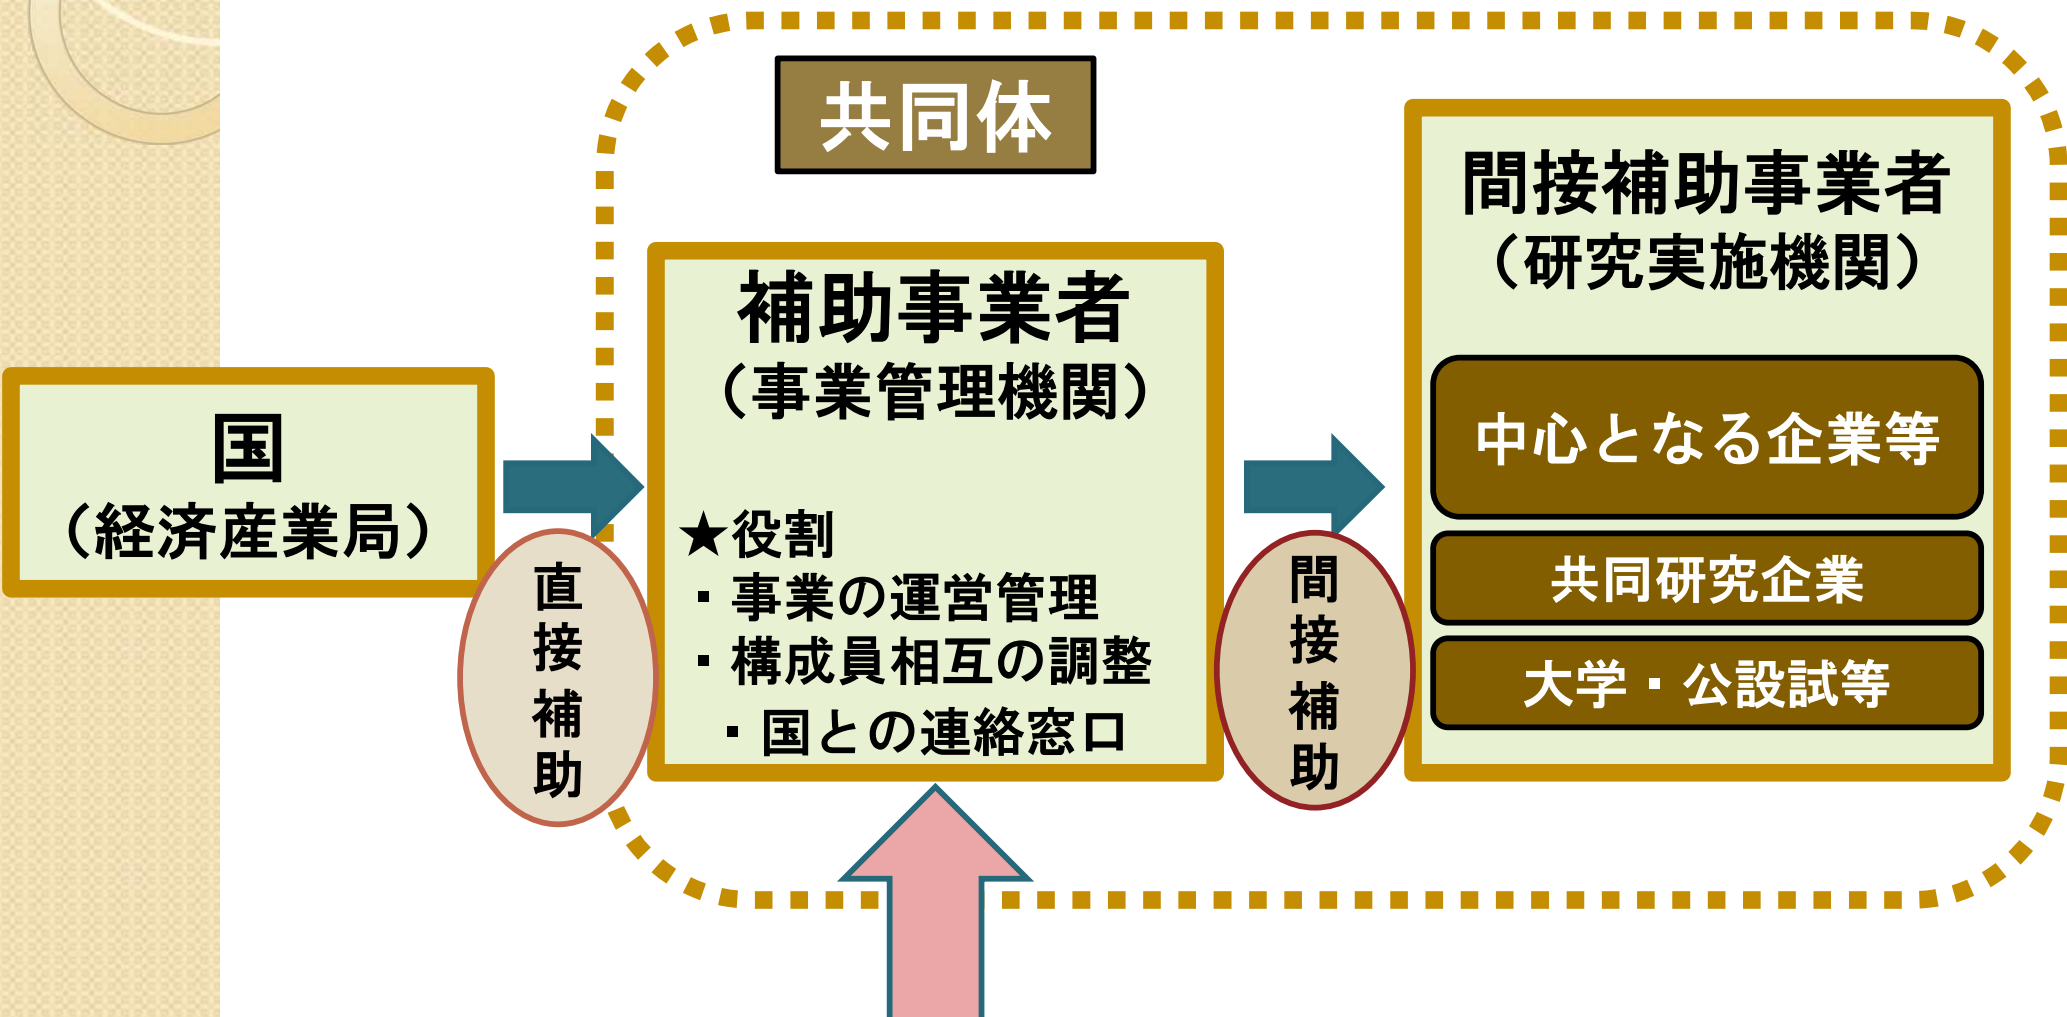 共同体
国
（経済産業局）
直接補助
補助事業者
（事業管理機関）
★役割
・事業の運営管理
・構成員相互の調整
・国との連絡窓口
間接補助
間接補助事業者
（研究実施機関）
中心となる企業等
共同研究企業
大学・公設試等